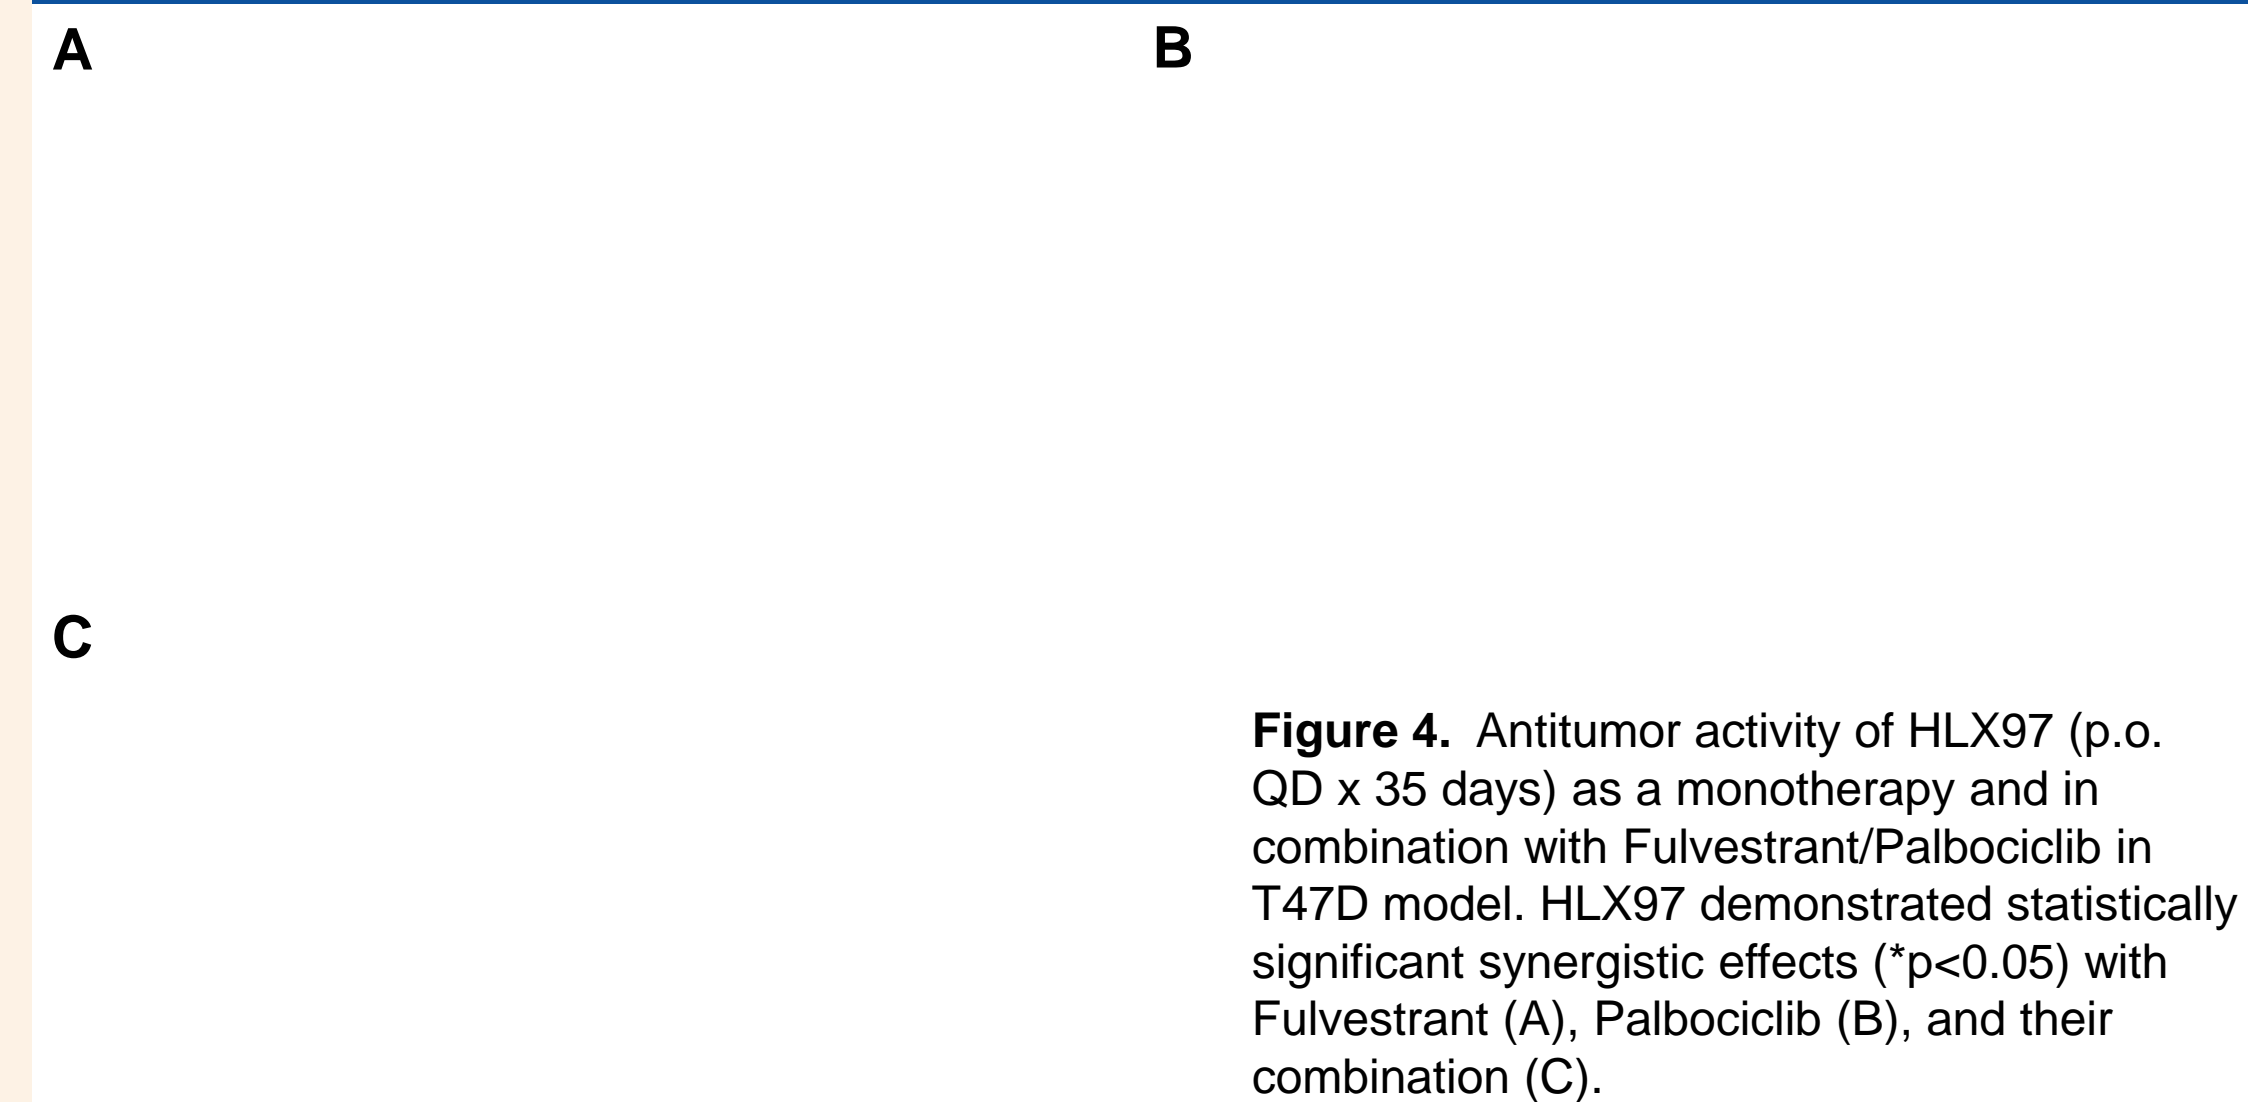 A
B
C
Figure 4. Antitumor activity of HLX97 (p.o.
QD x 35 days) as a monotherapy and in
combination with Fulvestrant/Palbociclib in
T47D model. HLX97 demonstrated statistically
significant synergistic effects (*p<0.05) with
Fulvestrant (A), Palbociclib (B), and their
combination (C).